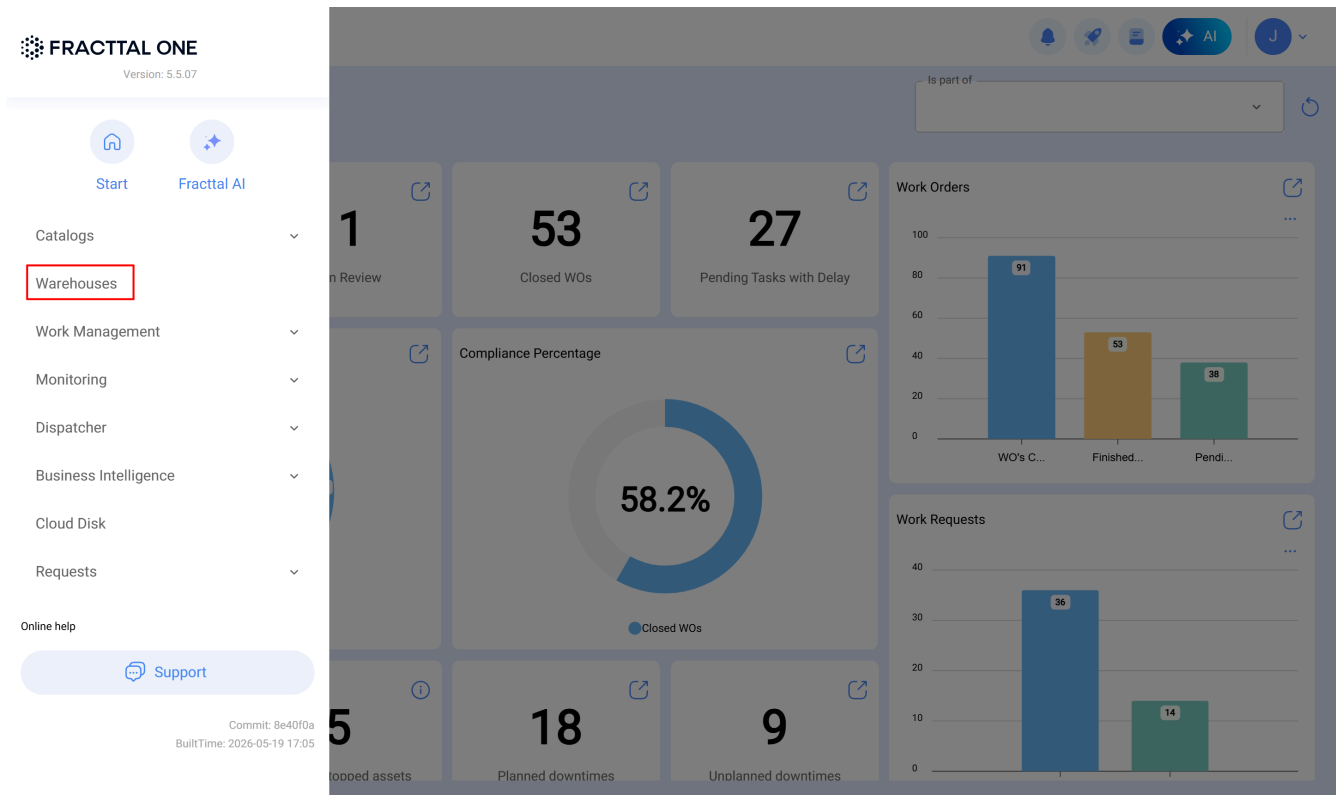 FRACTTAL ONE
Version: 5.5.07
Start
Fracttal AI
Catalogs
Warehouses
Work Management
Monitoring
Dispatcher
Business Intelligence
Cloud Disk
Requests
Online help
Support
Commit: 8e40f0a
BuiltTime: 2026-05-19 17:05
AI
J
Is part of
1
n Review
53
Closed WOs
27
Pending Tasks with Delay
Compliance Percentage
58.2%
Closed WOs
5
topped assets
18
Planned downtimes
9
Unplanned downtimes
Work Orders
...
100
80
60
40
20
0
91
53
38
WO's C...
Finished...
Pendi...
Work Requests
...
40
30
20
10
0
36
14